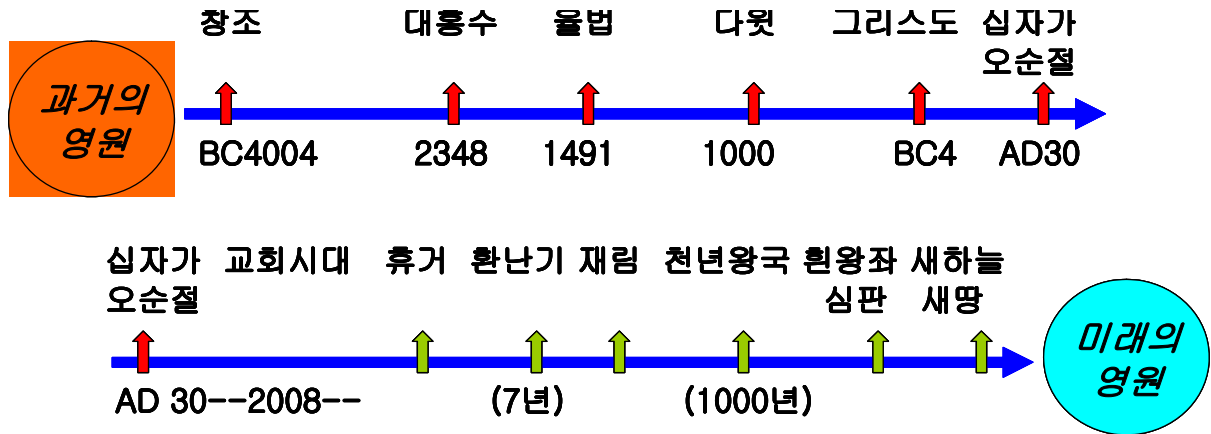 창조 대홍수 율법 다윗 그리스도 십자가
오순절
과거의
영원
BC4004 2348 1491 1000 BC4 AD30
십자가 교회시대 휴거 환난기 재림 천년왕국 흰왕좌 새하늘
오순절 심판 새땅
미래의
영원
AD 30--2008-- (7년) (1000년)